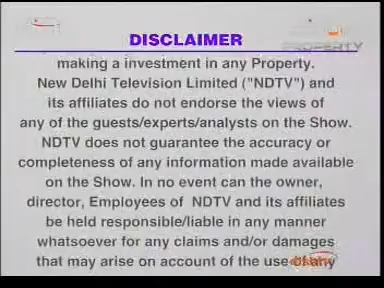 PROPERTY
DISCLAIMER
making a investment in any Property.
New Delhi Television Limited ("NDTV") and
its affiliates do not endorse the views of
any of the guests/experts/analysts on the Show.
NDTV does not guarantee the accuracy or
completeness of any information made available
on the Show. In no event can the owner,
director, Employees of NDTV and its affiliates
be held responsible/liable in any manner
whatsoever for any claims and/or damages
that may arise on account of the use of any